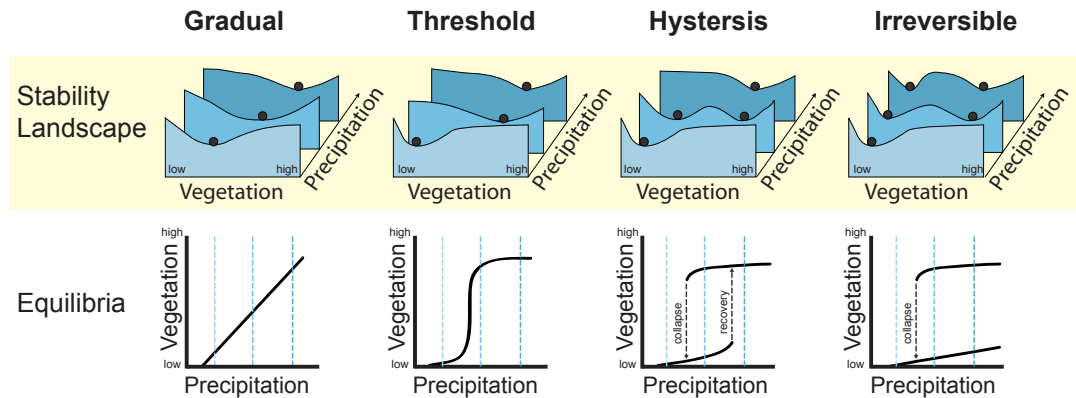 Gradual
Threshold
Hystersis
Irreversible
Stability
Landscape
low
high
Vegetation
Precipitation
low
high
Vegetation
Precipitation
low
high
Vegetation
Precipitation
low
high
Vegetation
Precipitation
Equilibria
high
Vegetation
low
Precipitation
high
Vegetation
low
Precipitation
high
Vegetation
low
collapse
recovery
Precipitation
high
Vegetation
low
collapse
Precipitation